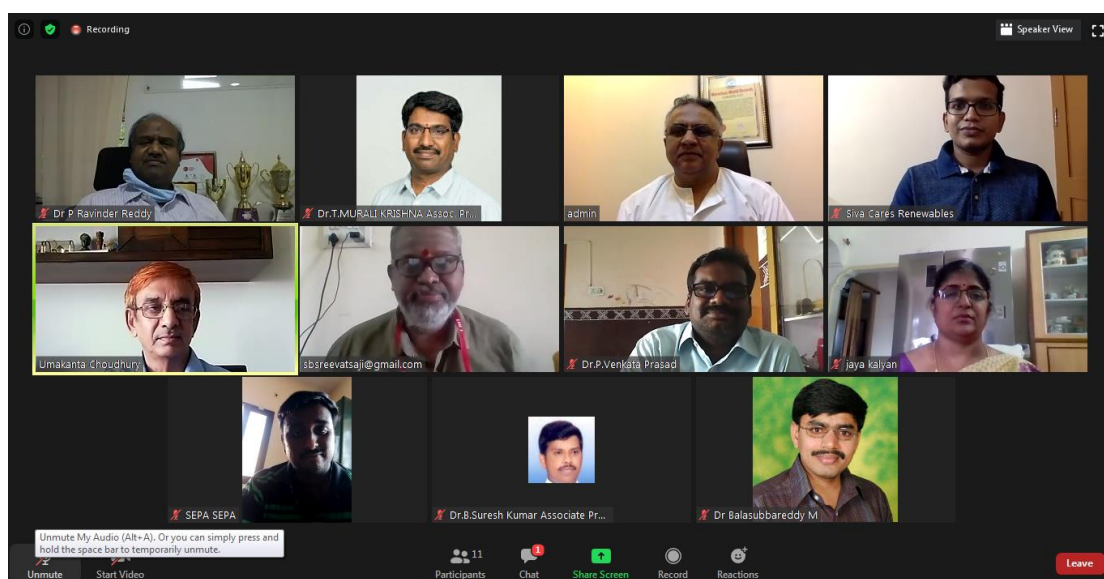 Recording
Speaker View
Dr P Ravinder Reddy
Dr.T.MURALI KRISHNA Assoc. Pr...
admin
Siva Cares Renewables
Umakanta Choudhury
sbsreevatsaji@gmail.com
Dr.P.Venkata Prasad
jaya kalyan
SEPA SEPA
Dr.B.Suresh Kumar Associate Pr...
Dr Balasubbareddy M
Unmute My Audio (Alt+A). Or you can simply press and
hold the space bar to temporarily unmute.
Unmute
Start Video
11
Participants
1
Chat
Share Screen
Record
Reactions
Leave